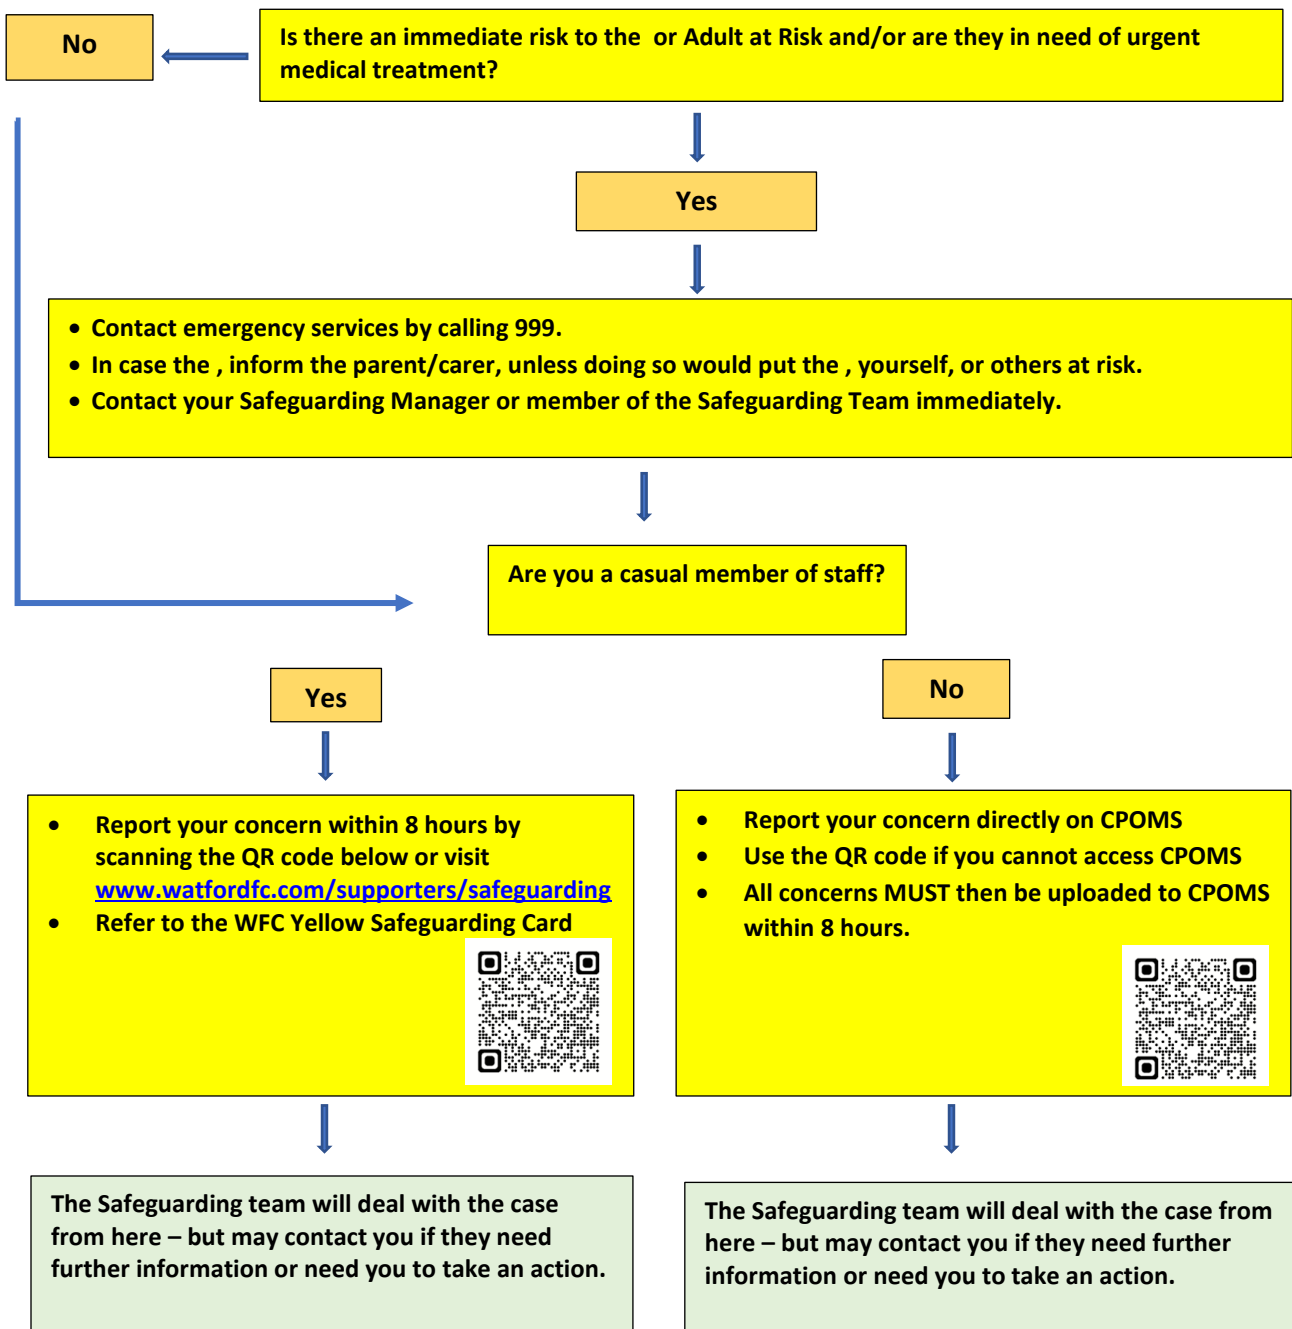 No
Is there an immediate risk to the  or Adult at Risk and/or are they in need of urgent
medical treatment?
Yes
• Contact emergency services by calling 999.
• In case the , inform the parent/carer, unless doing so would put the , yourself, or others at risk.
• Contact your Safeguarding Manager or member of the Safeguarding Team immediately.
Are you a casual member of staff?
Yes
No
• Report your concern within 8 hours by
scanning the QR code below or visit
www.watfordfc.com/supporters/safeguarding
• Refer to the WFC Yellow Safeguarding Card
• Report your concern directly on CPOMS
• Use the QR code if you cannot access CPOMS
• All concerns MUST then be uploaded to CPOMS
within 8 hours.
The Safeguarding team will deal with the case
from here – but may contact you if they need
further information or need you to take an action.
The Safeguarding team will deal with the case from
here – but may contact you if they need further
information or need you to take an action.